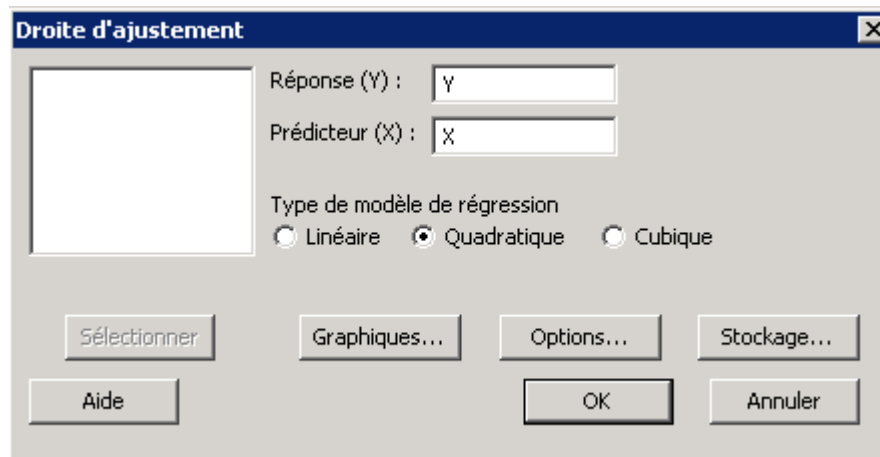 Droite d'ajustement
Réponse (Y) : Y
Prédicteur (X) : X
Type de modèle de régression
Linéaire Quadratique Cubique
Sélectionner Graphiques... Options... Stockage...
Aide OK Annuler